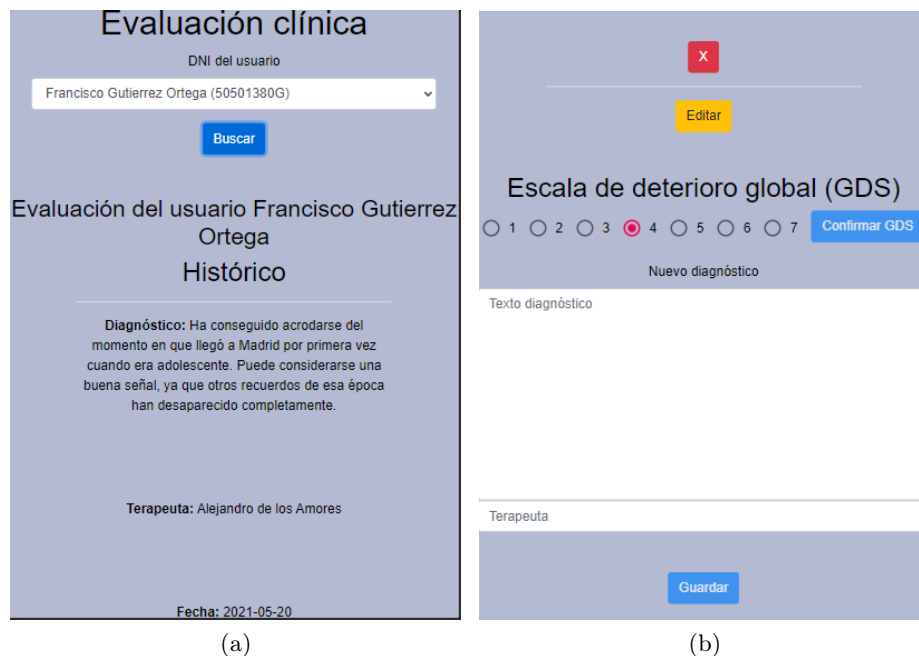 Evaluación clínica
DNI del usuario
Francisco Gutierrez Ortega (50501380G)
Buscar
Evaluación del usuario Francisco Gutierrez
Ortega
Histórico
Diagnóstico: Ha conseguido acrodarse del
momento en que llegó a Madrid por primera vez
cuando era adolescente. Puede considerarse una
buena señal, ya que otros recuerdos de esa época
han desaparecido completamente.
Terapeuta: Alejandro de los Amores
Fecha: 2021-05-20
(a)
X
Editar
Escala de deterioro global (GDS)
1 2 3 4 5 6 7 Confirmar GDS
Nuevo diagnóstico
Texto diagnóstico
Terapeuta
Guardar
(b)